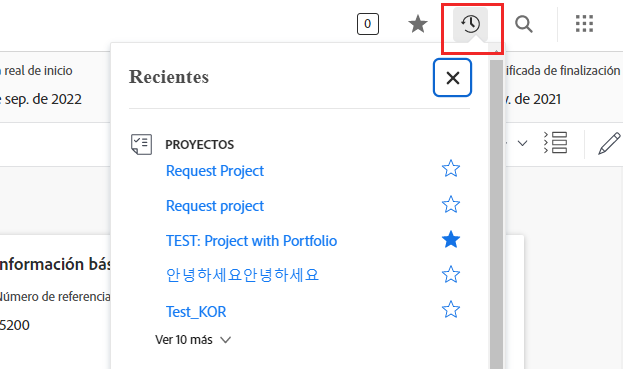 0
real de inicio
Recientes
ificada de finalización
sep. de 2022
. de 2021
PROYECTOS
Request Project
Request project
TEST: Project with Portfolio
nformación bás
안녕하세요안녕하세요
Número de referencia
Test_KOR
5200
Ver 10 más